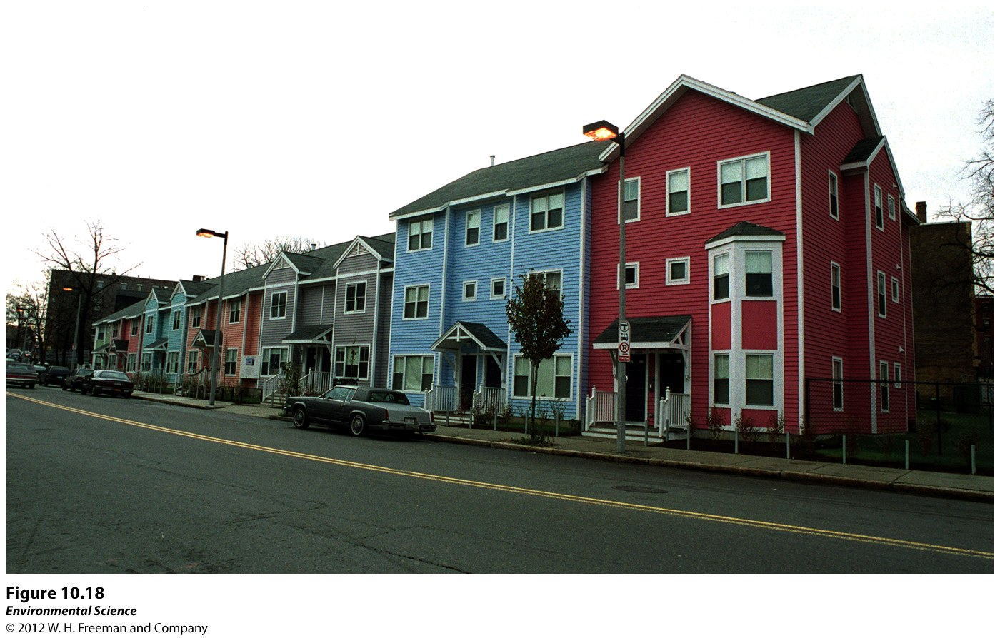 T
Figure 10.18
Environmental Science
© 2012 W. H. Freeman and Company